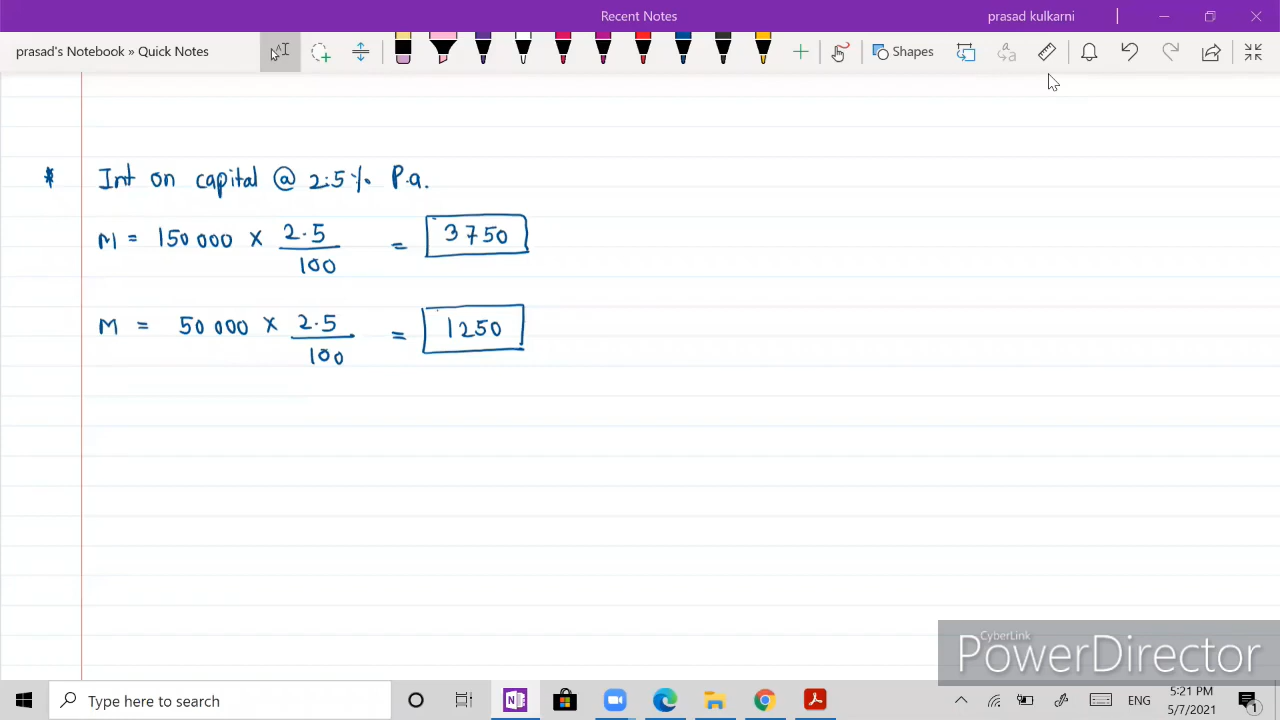 Recent Notes
prasad kulkarni
prasad's Notebook » Quick Notes
Shapes
* Int on capital @ 2.5% P.a.
M = 150 000 × 2.5/100 = 3750
M = 50 000 × 2.5/100 = 1250
CyberLink
PowerDirector
Type here to search
ENG
5:21 PM
5/7/2021
1